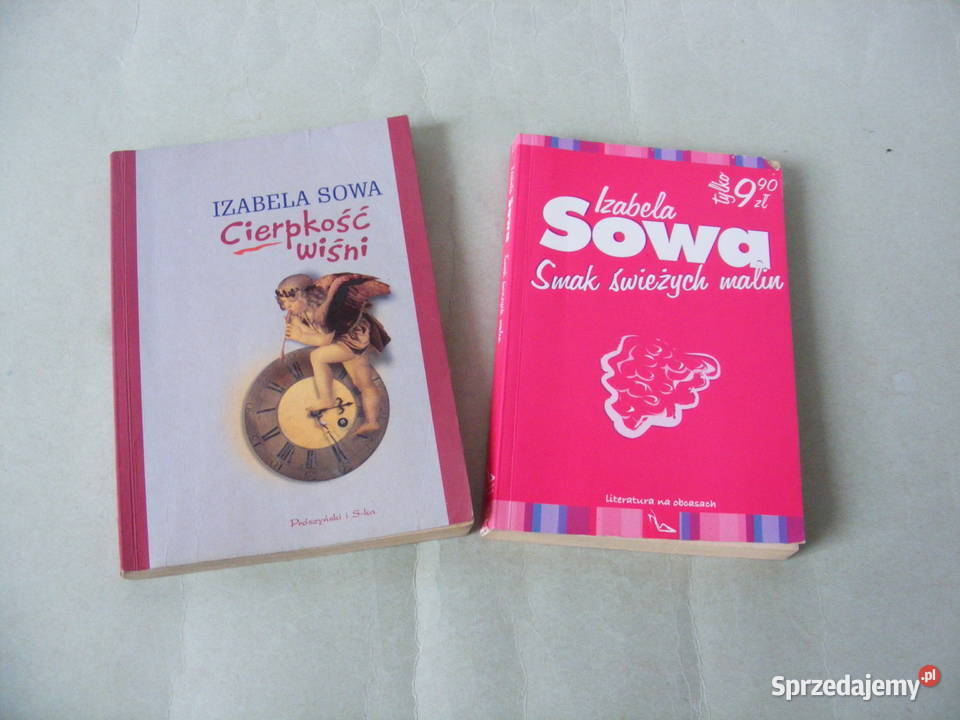 IZABELA SOWA
Cierpkość
wiśni
Prószyński i S-ka
tylko 9 90 zł
Izabela
Sowa
Smak świeżych malin
literatura na obcasach
Sprzedajemy.pl